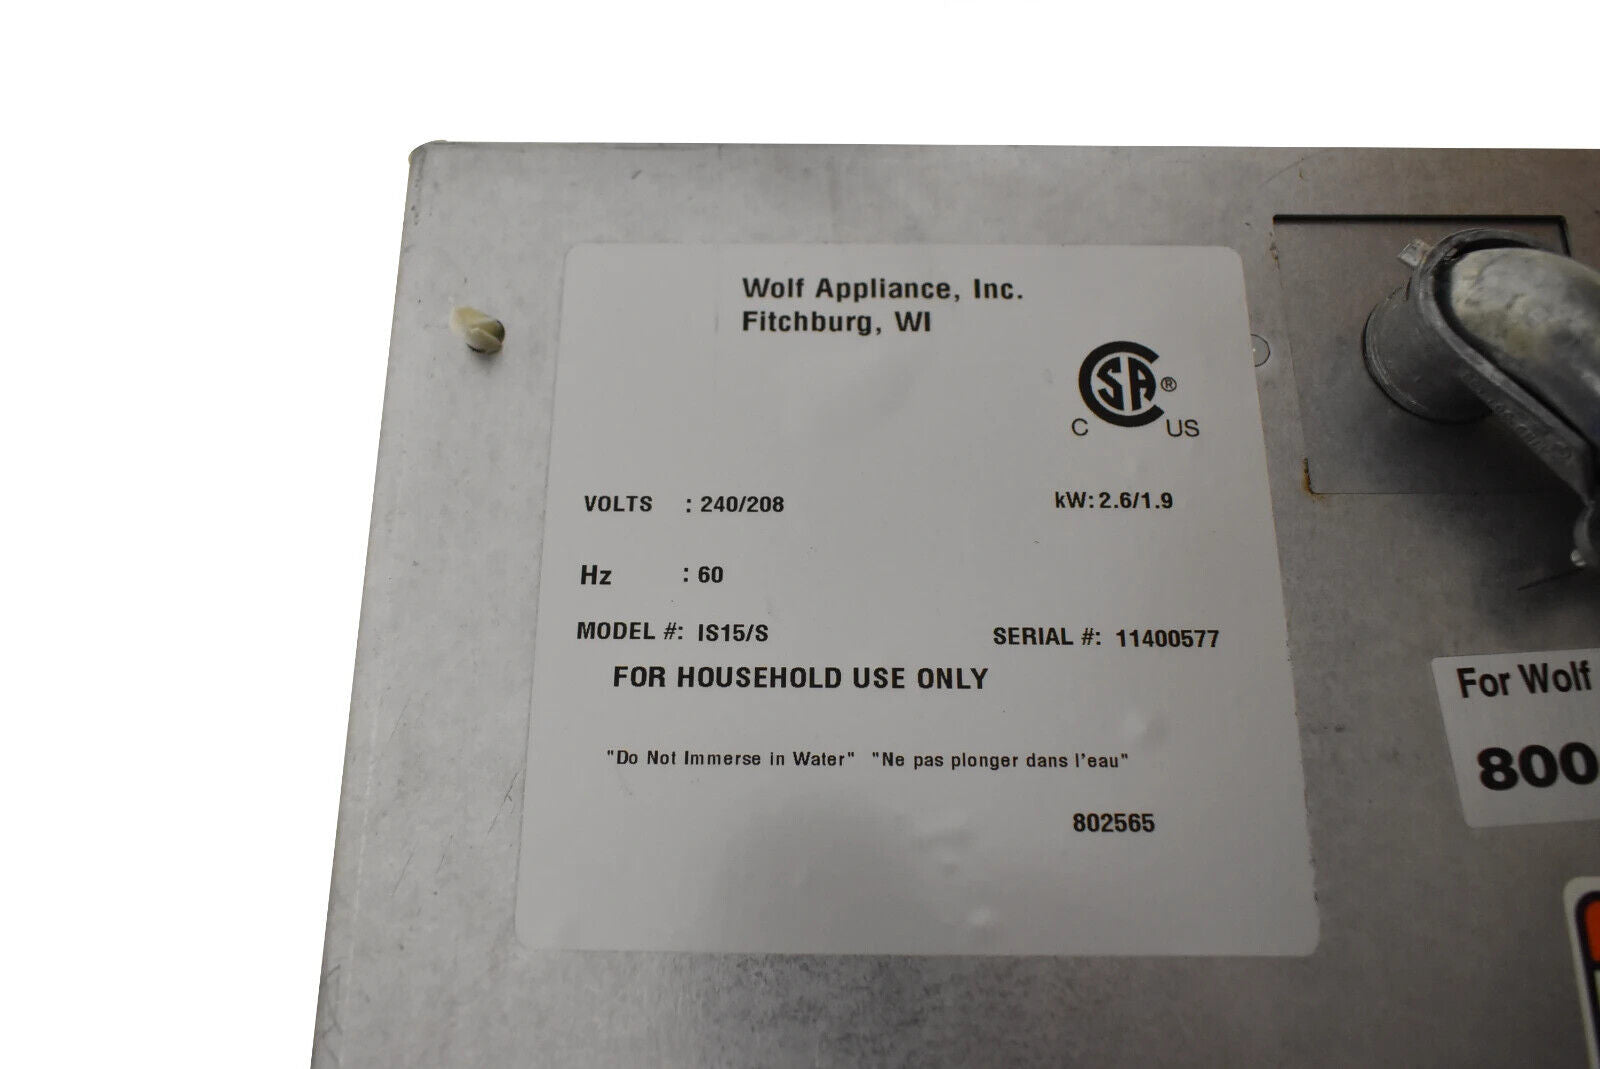 Wolf Appliance, Inc.
Fitchburg, WI
CSA®
C US
VOLTS : 240/208 kW: 2.6/1.9
Hz : 60
MODEL #: IS15/S SERIAL #: 11400577
FOR HOUSEHOLD USE ONLY
"Do Not Immerse in Water" "Ne pas plonger dans l'eau"
802565
For Wolf
800